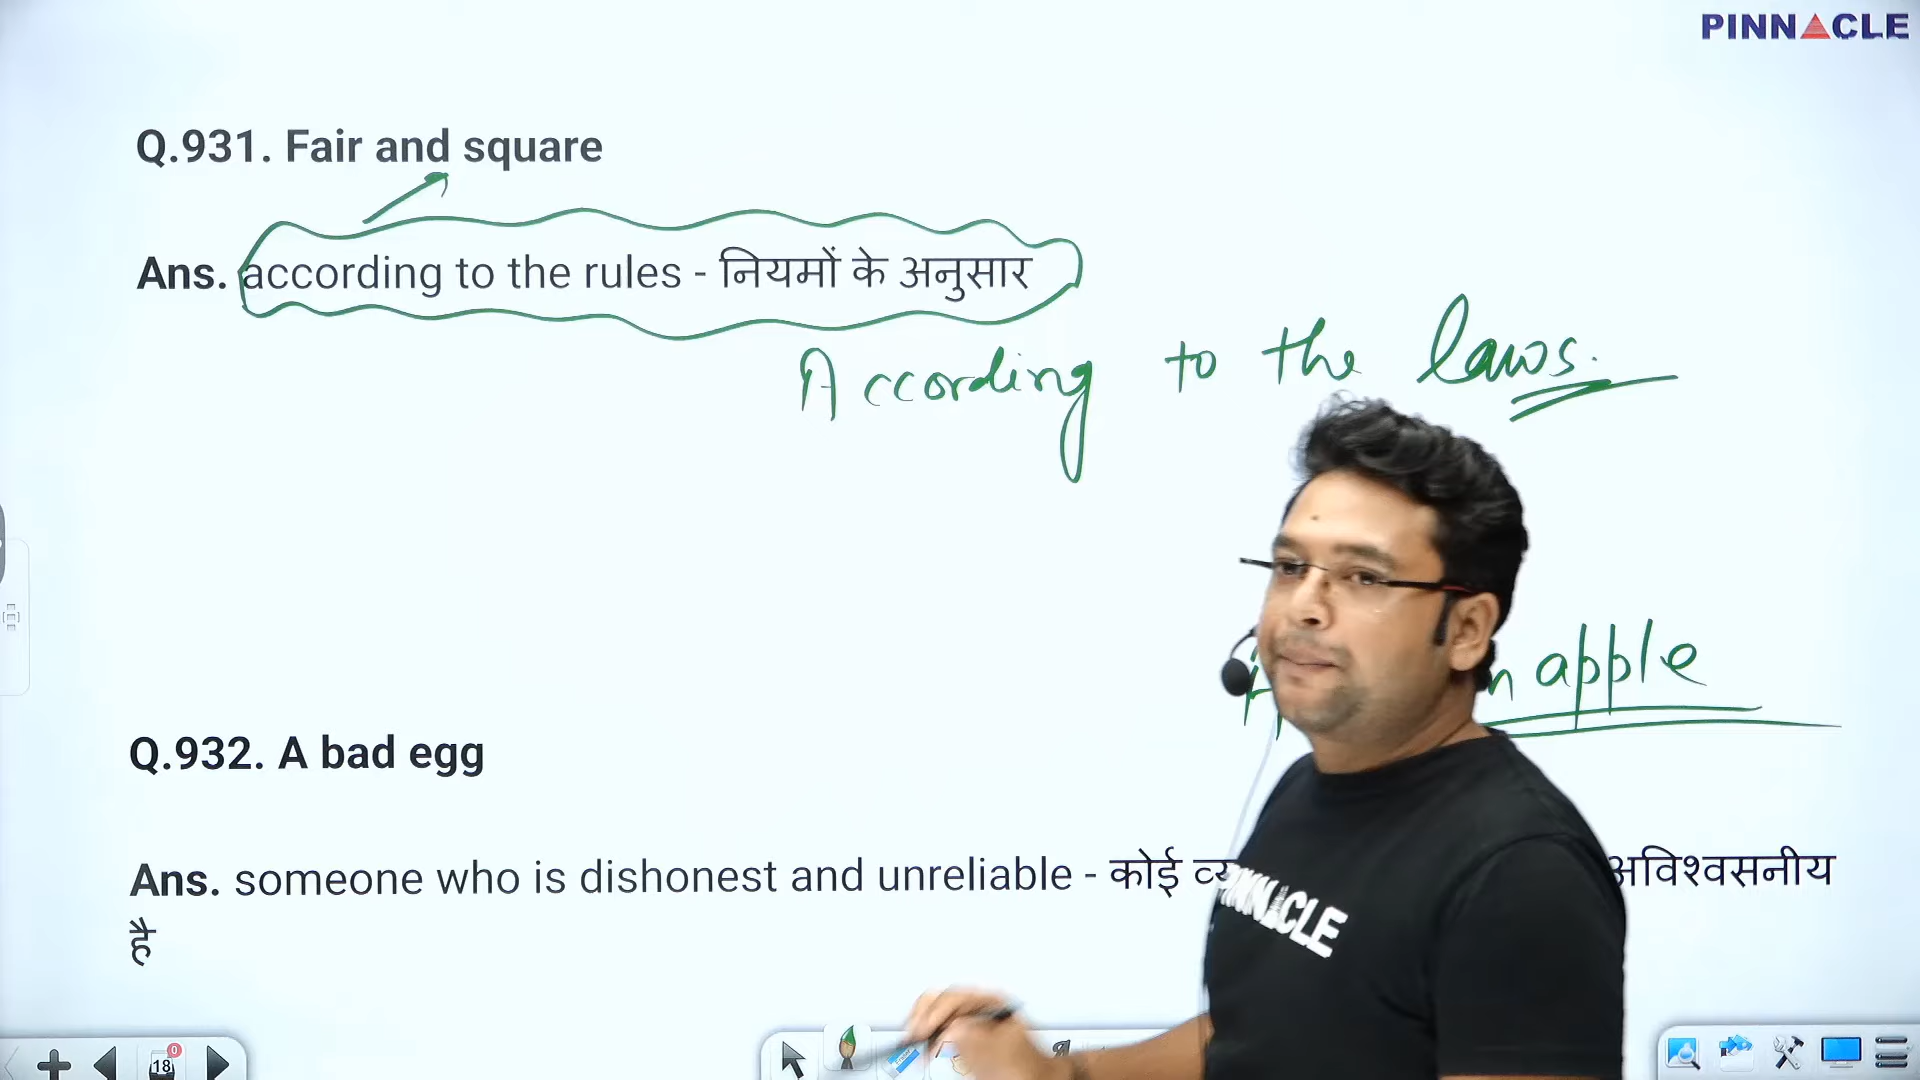 PINNACLE
Q.931. Fair and square
Ans. according to the rules - नियमों के अनुसार
According to the laws.
apple
Q.932. A bad egg
Ans. someone who is dishonest and unreliable - कोई अविश्वसनीय
है
PINNACLE
18
0